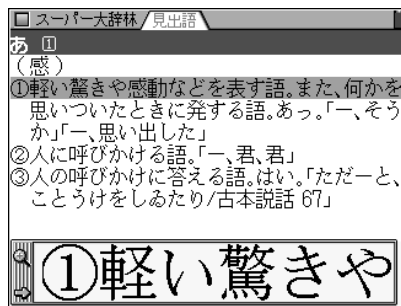 スーパー大辞林 見出語
あ 1
(感)
①軽い驚きや感動などを表す語。また、何かを
思いついたときに発する語。あっ。「―、そう
か」「―、思い出した」
②人に呼びかける語。「―、君、君」
③人の呼びかけに答える語。はい。「ただ―と、
ことうけをしゐたり/古本説話 67」
①軽い驚きや